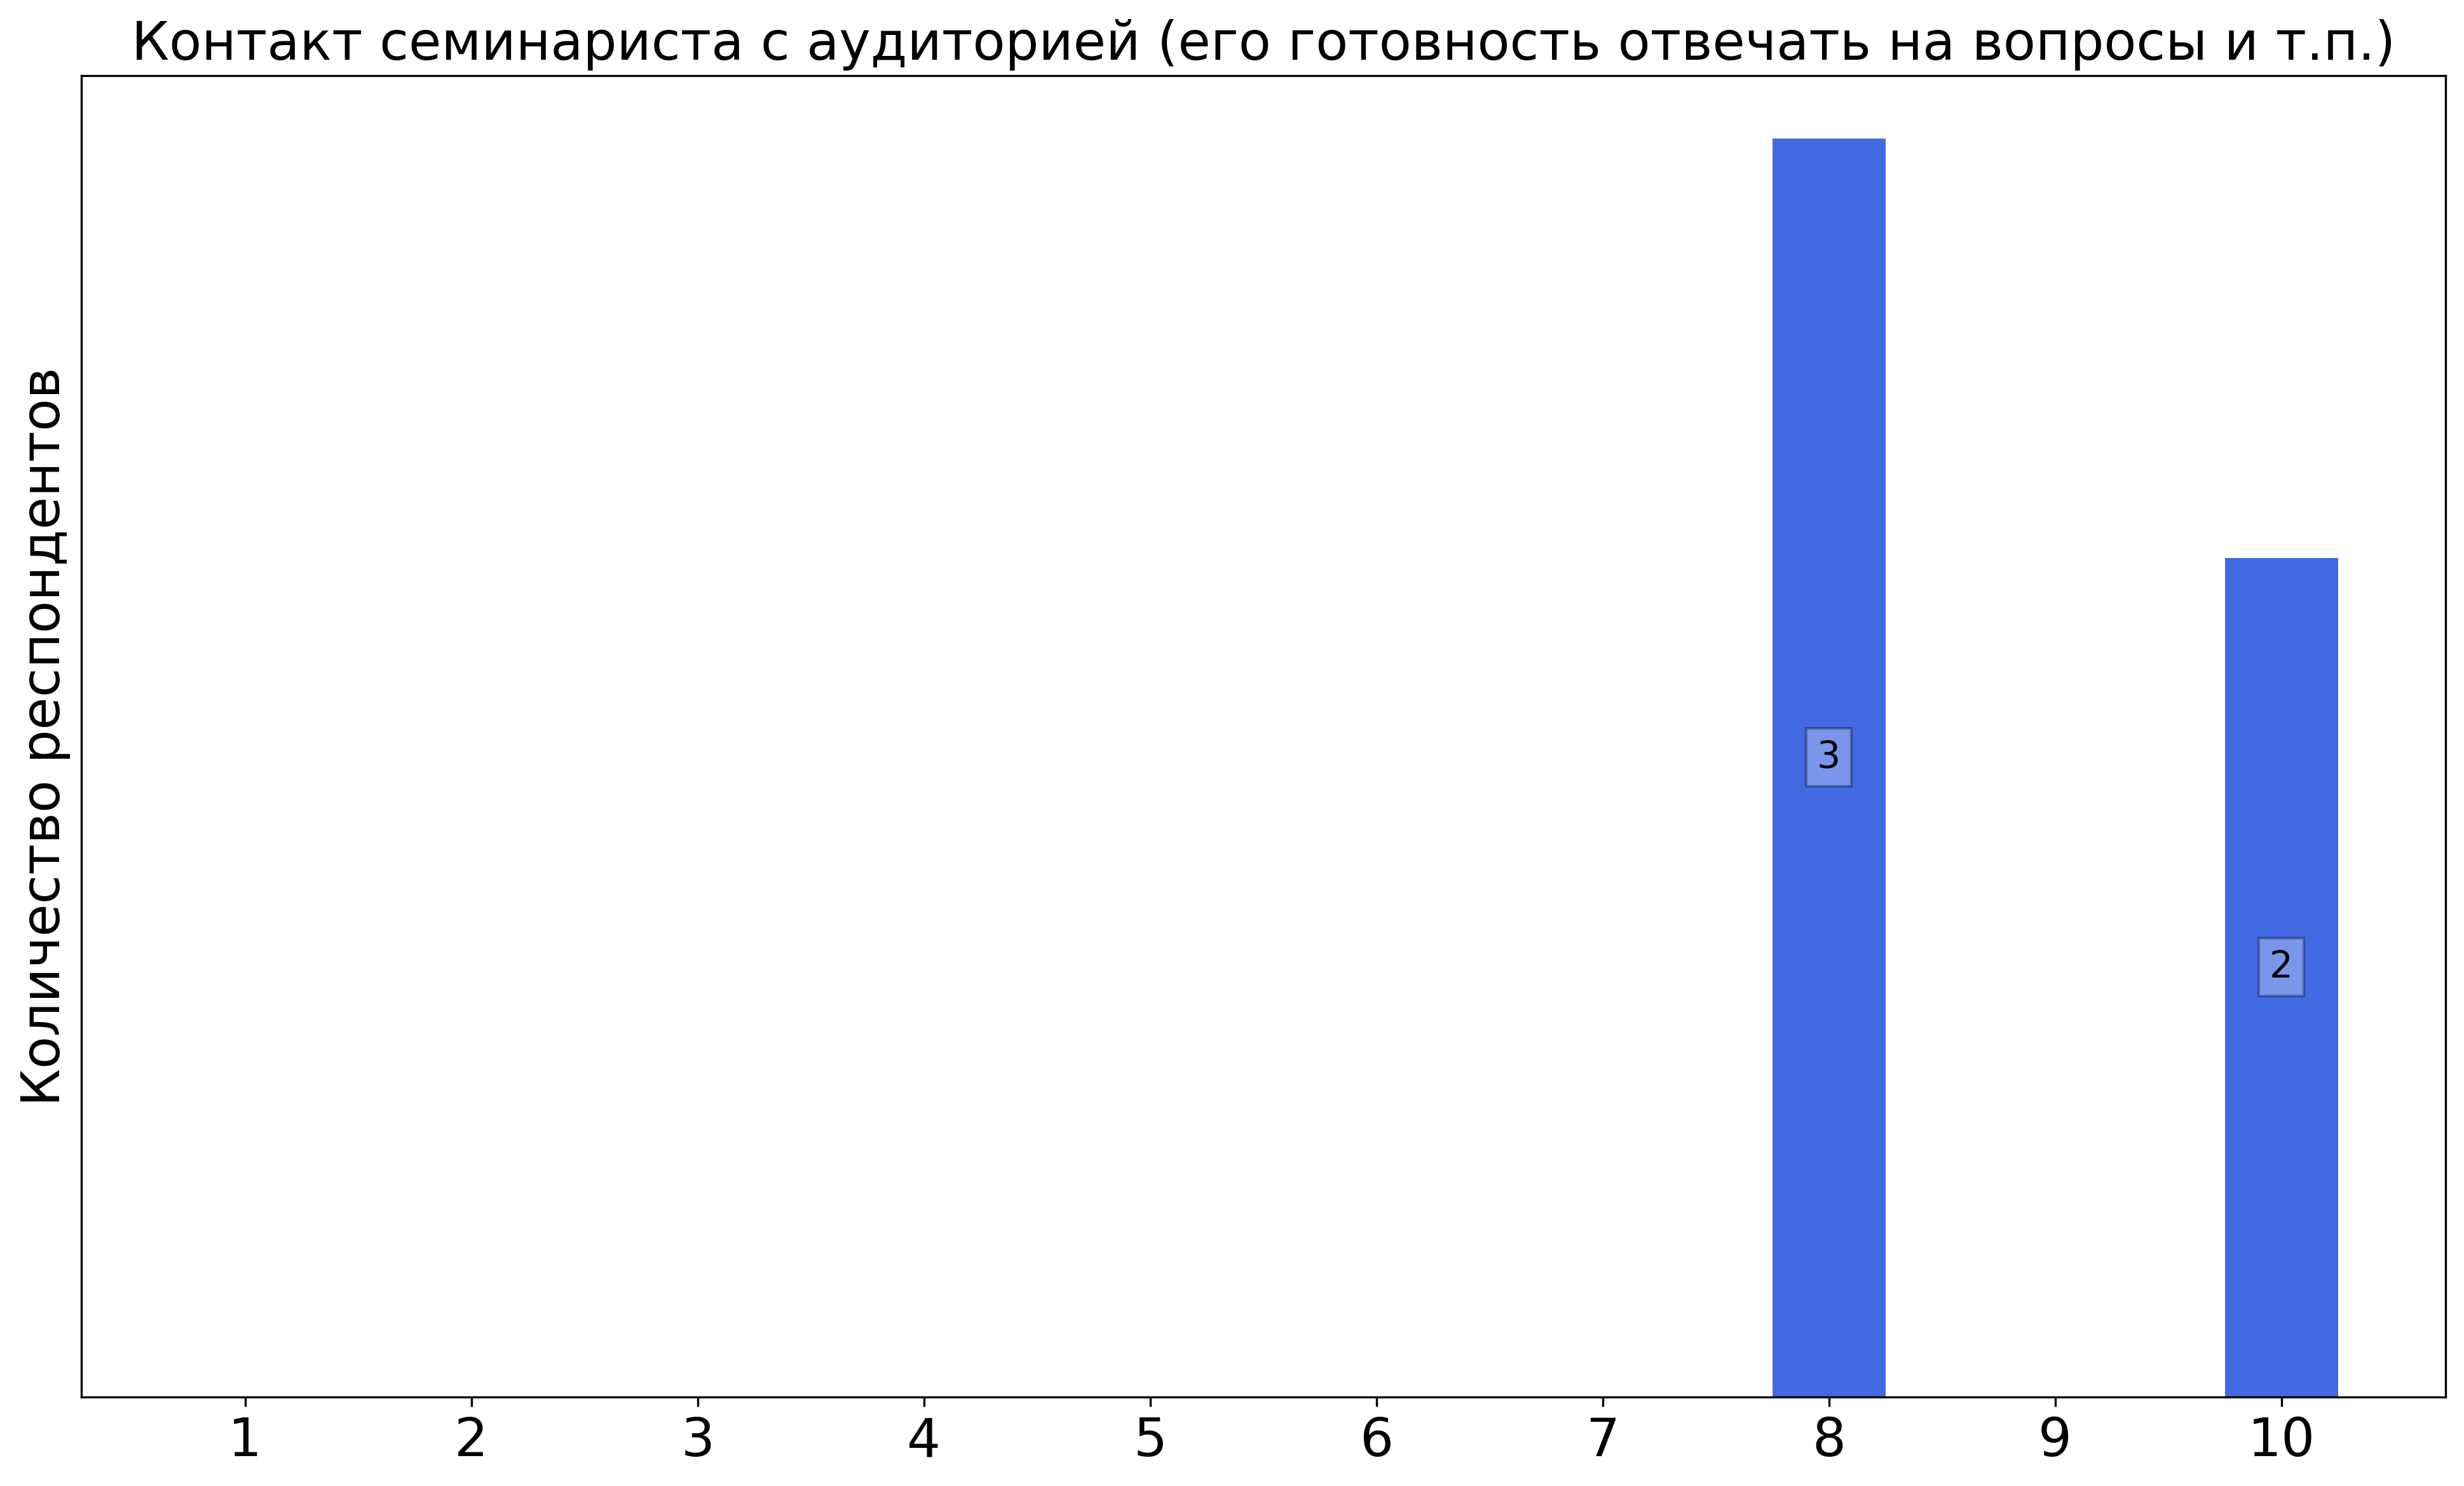 Контакт семинариста с аудиторией (его готовность отвечать на вопросы и т.п.)
Количество респондентов
3
2
1 2 3 4 5 6 7 8 9 10